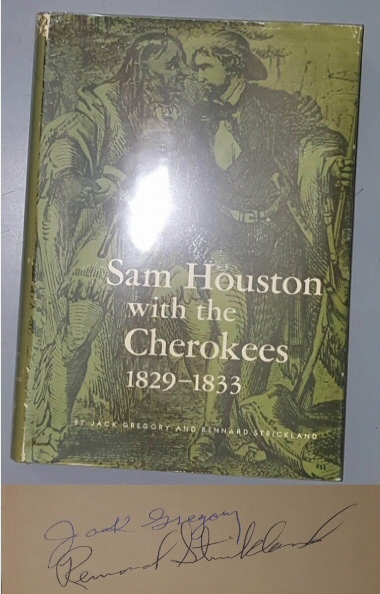 Sam Houston
with the
Cherokees
1829–1833
BY JACK GREGORY AND RENNARD STRICKLAND
Jack Gregory
Rennard Strickland